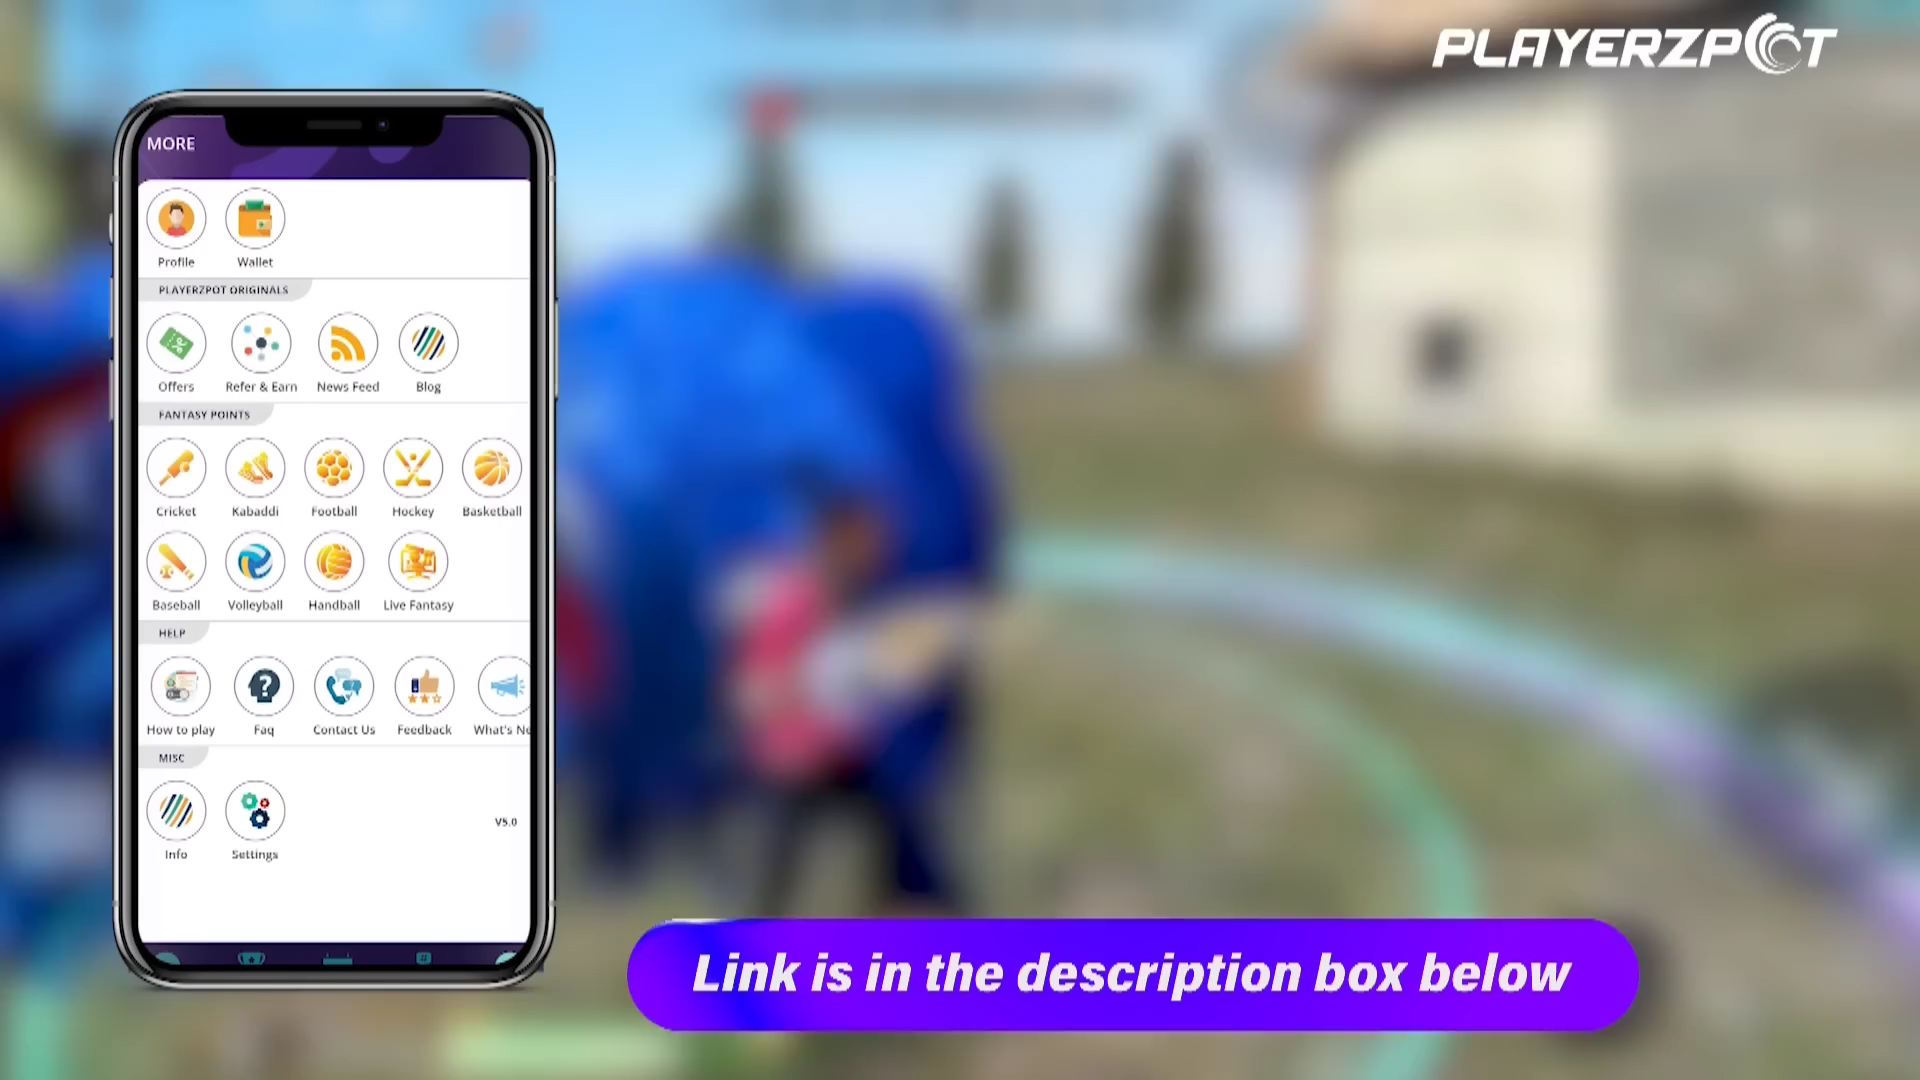 PLAYERZPOT
MORE
Profile Wallet
PLAYERZPOT ORIGINALS
Offers Refer & Earn News Feed Blog
FANTASY POINTS
Cricket Kabaddi Football Hockey Basketball
Baseball Volleyball Handball Live Fantasy
HELP
How to play Faq Contact Us Feedback What's Ne
MISC
V5.0
Info Settings
Link is in the description box below